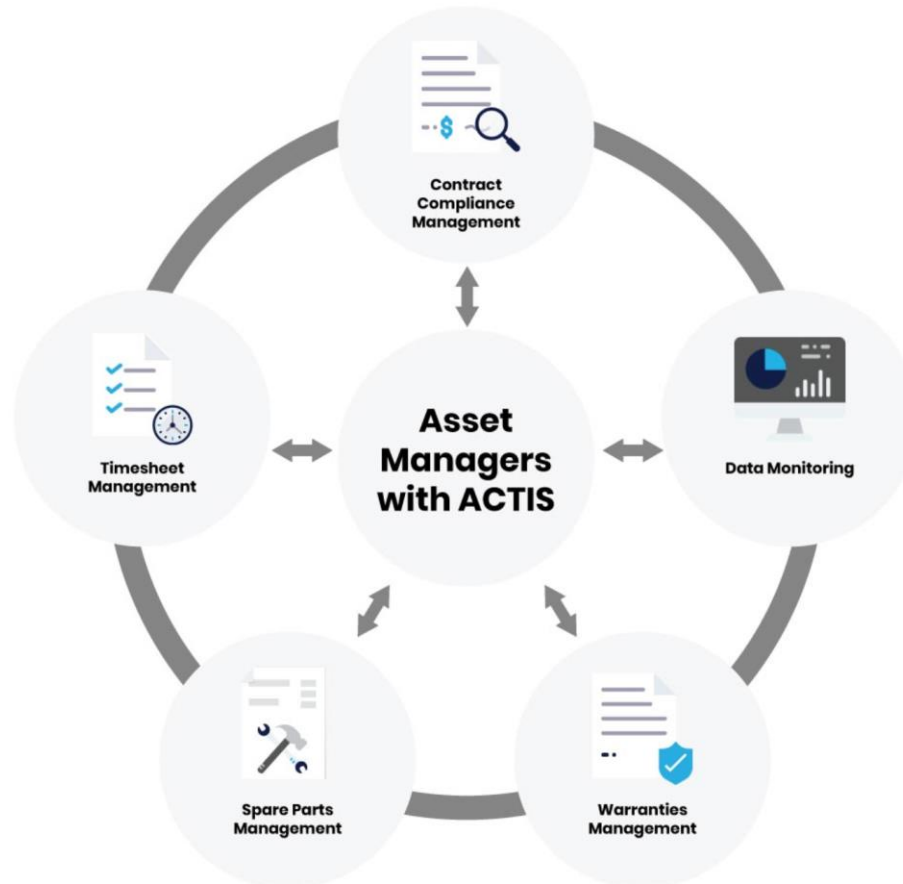 Contract
Compliance
Management
Timesheet
Management
Asset
Managers
with ACTIS
Data Monitoring
Spare Parts
Management
Warranties
Management